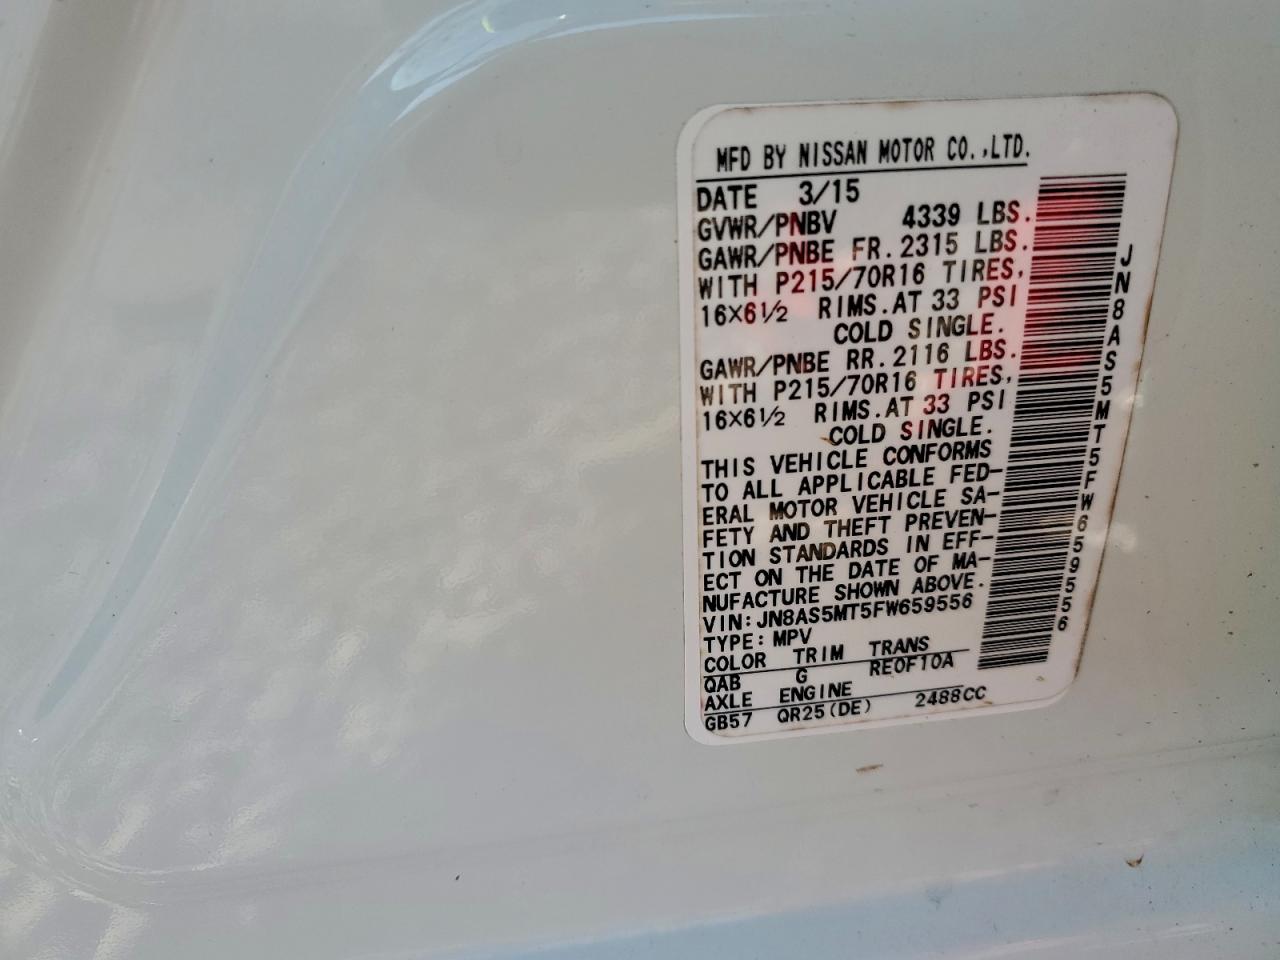 MFD BY NISSAN MOTOR CO.,LTD.
DATE 3/15
GVWR/PNBV 4339 LBS.
GAWR/PNBE FR. 2315 LBS.
WITH P215/70R16 TIRES,
16×6½ RIMS. AT 33 PSI
COLD SINGLE.
GAWR/PNBE RR. 2116 LBS.
WITH P215/70R16 TIRES,
16×6½ RIMS. AT 33 PSI
COLD SINGLE.
THIS VEHICLE CONFORMS
TO ALL APPLICABLE FED-
ERAL MOTOR VEHICLE SA-
FETY AND THEFT PREVEN-
TION STANDARDS IN EFF-
ECT ON THE DATE OF MA-
NUFACTURE SHOWN ABOVE.
VIN: JN8AS5MT5FW659556
TYPE: MPV
COLOR TRIM TRANS
QAB G RE0F10A
AXLE ENGINE
GB57 QR25(DE) 2488CC
JN8AS5MT5FW659556